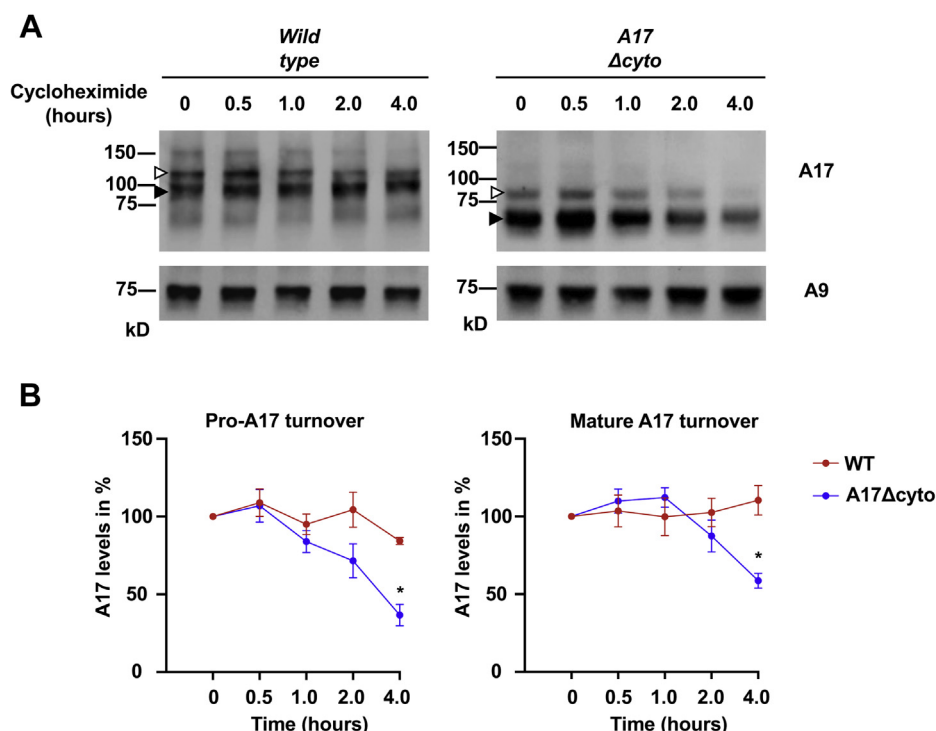 A
Wild type
A17 Δcyto
Cycloheximide (hours)
0 0.5 1.0 2.0 4.0
0 0.5 1.0 2.0 4.0
150
100
75
150
100
75
A17
75
75
A9
kD
kD
B
Pro-A17 turnover
Mature A17 turnover
A17 levels in %
150
100
50
0
*
0 0.5 1.0 2.0 4.0
Time (hours)
A17 levels in %
150
100
50
0
*
0 0.5 1.0 2.0 4.0
Time (hours)
WT
A17Δcyto